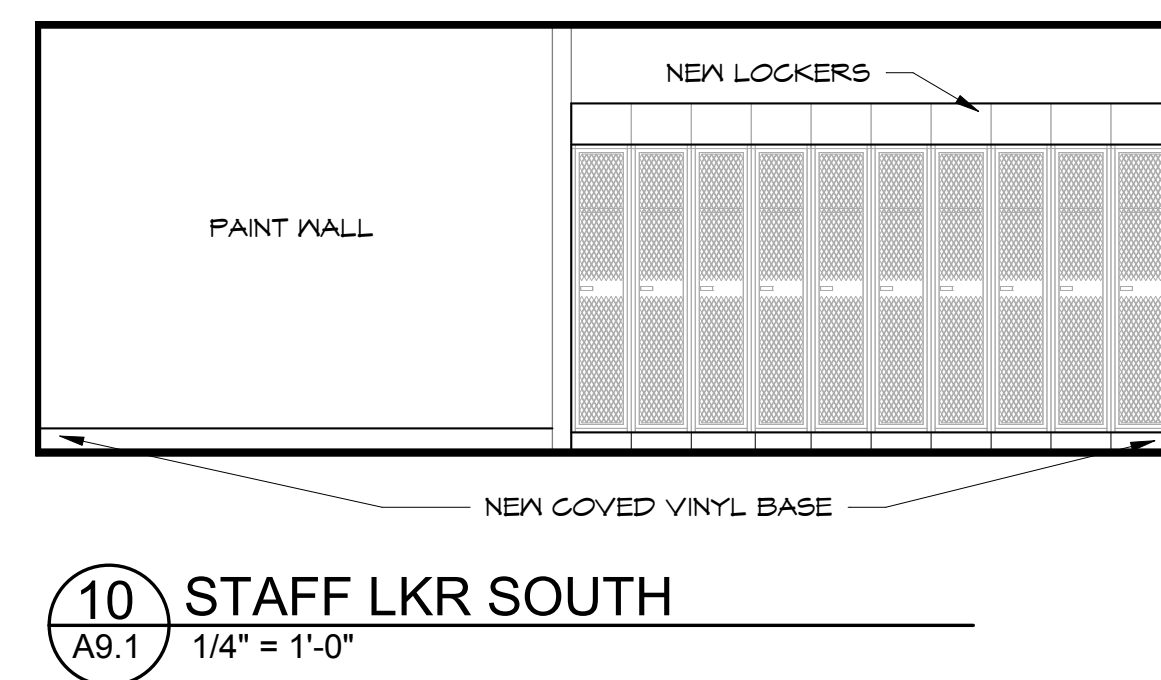 NEW LOCKERS
PAINT WALL
NEW COVED VINYL BASE
10 STAFF LKR SOUTH
A9.1 1/4" = 1'-0"